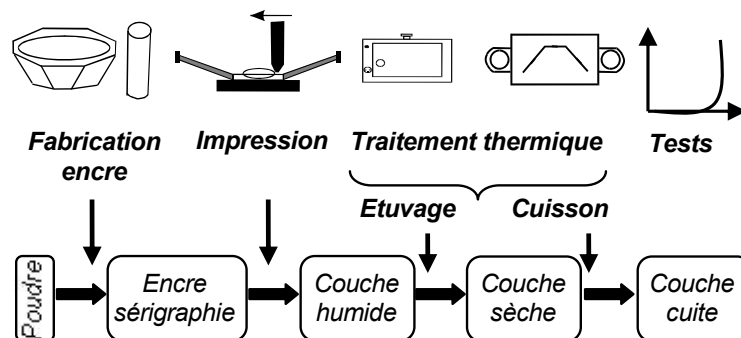 Fabrication
encre
Impression
Traitement thermique
Tests
Etuvage
Cuisson
Poudre
Encre
sérigraphie
Couche
humide
Couche
sèche
Couche
cuite